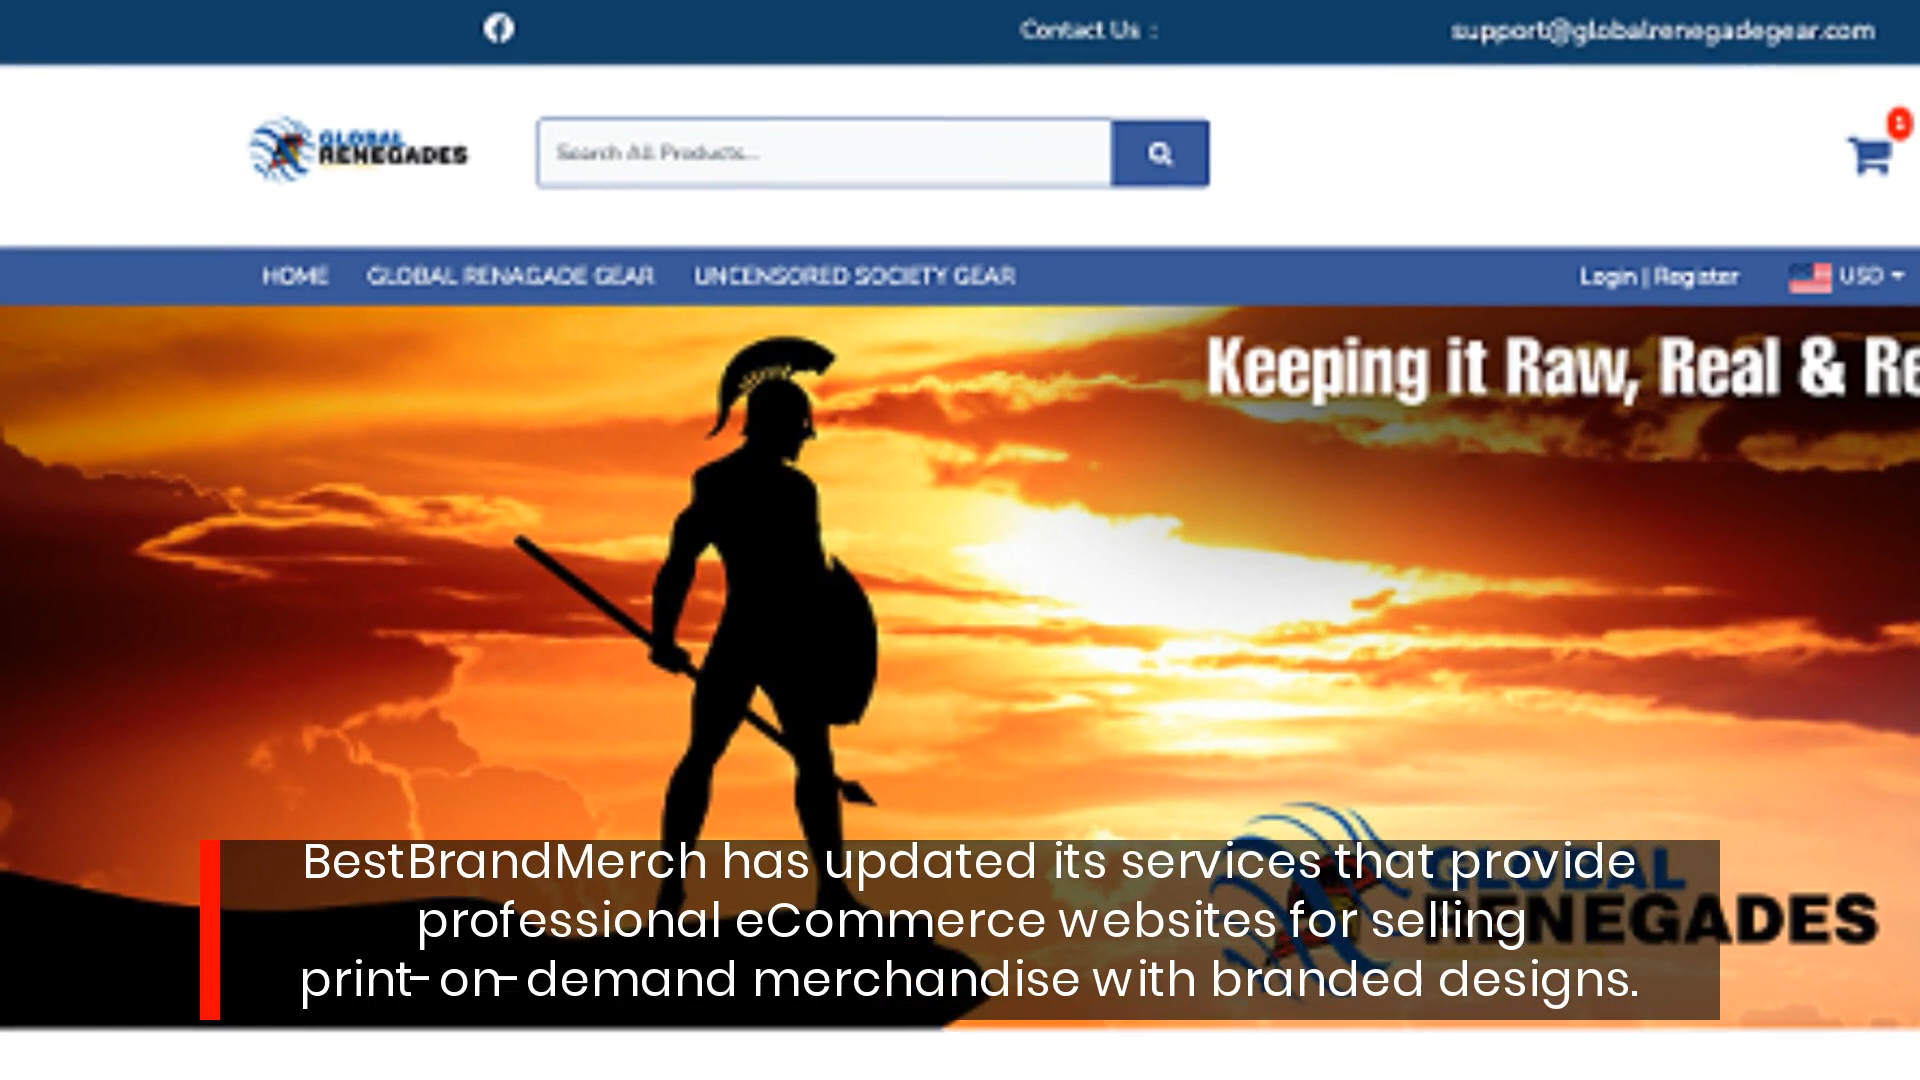 Contact Us :
support@globalrenegadegear.com
GLOBAL
RENEGADES
Search All Products...
HOME
GLOBAL RENAGADE GEAR
UNCENSORED SOCIETY GEAR
Login | Register
USD
Keeping it Raw, Real & Re
GLOBAL
RENEGADES
BestBrandMerch has updated its services that provide
professional eCommerce websites for selling
print-on-demand merchandise with branded designs.